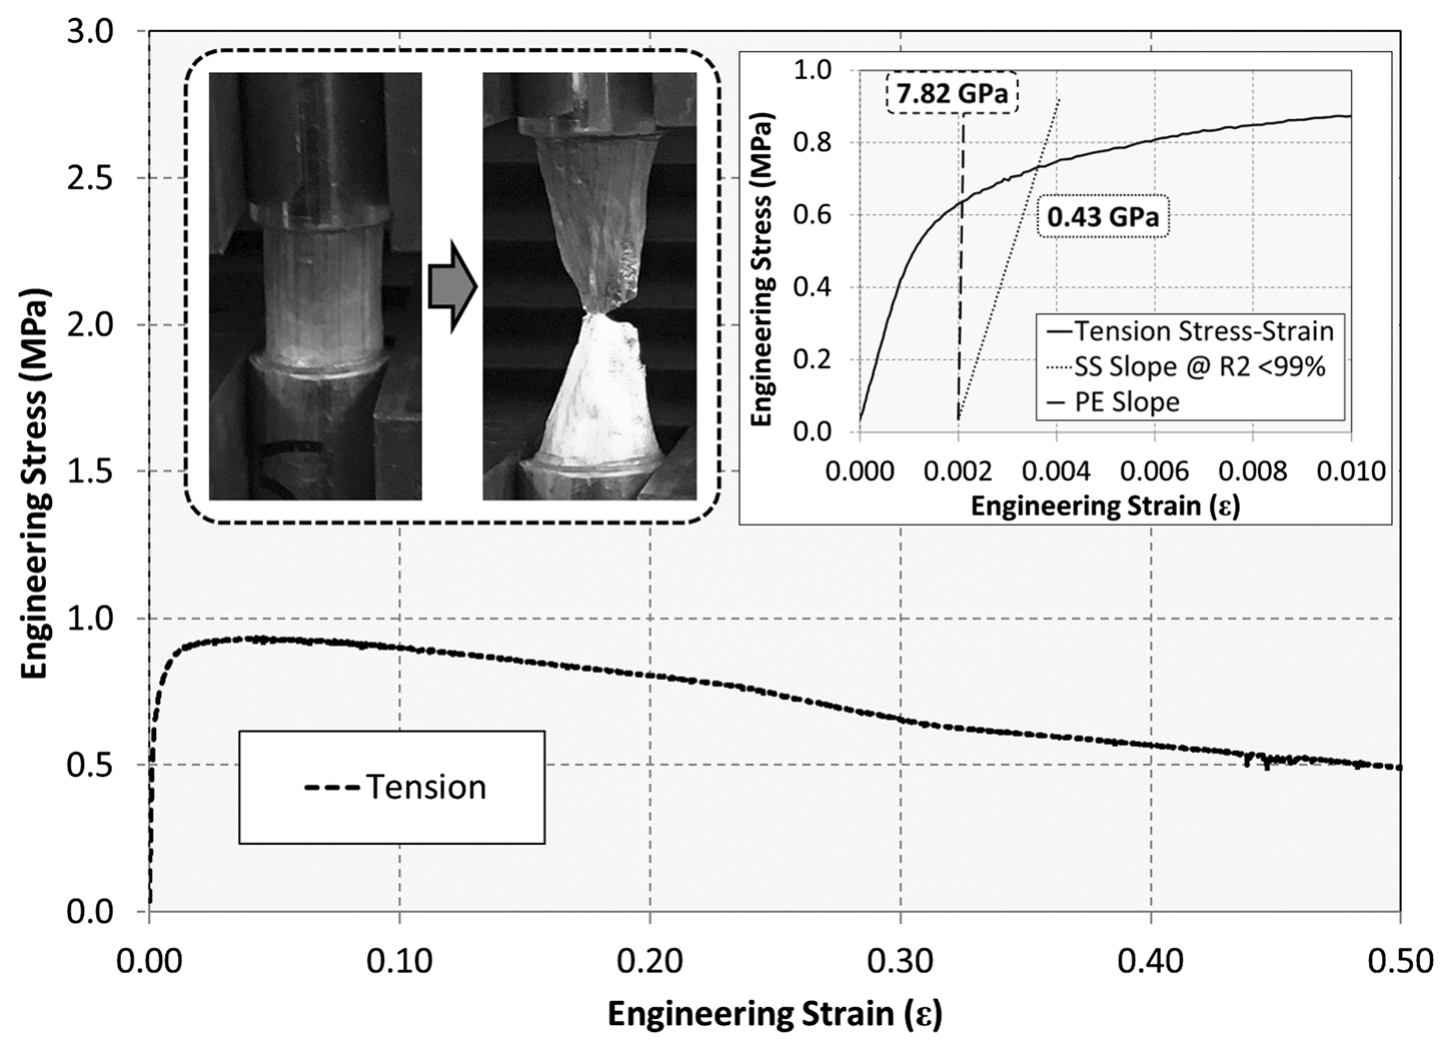 3.0
2.5
2.0
1.5
1.0
0.5
0.0
Engineering Stress (MPa)
0.00
0.10
0.20
0.30
0.40
0.50
Engineering Strain (ε)
Tension
1.0
0.8
0.6
0.4
0.2
0.0
Engineering Stress (MPa)
7.82 GPa
0.43 GPa
Tension Stress-Strain
SS Slope @ R2 <99%
PE Slope
0.000
0.002
0.004
0.006
0.008
0.010
Engineering Strain (ε)